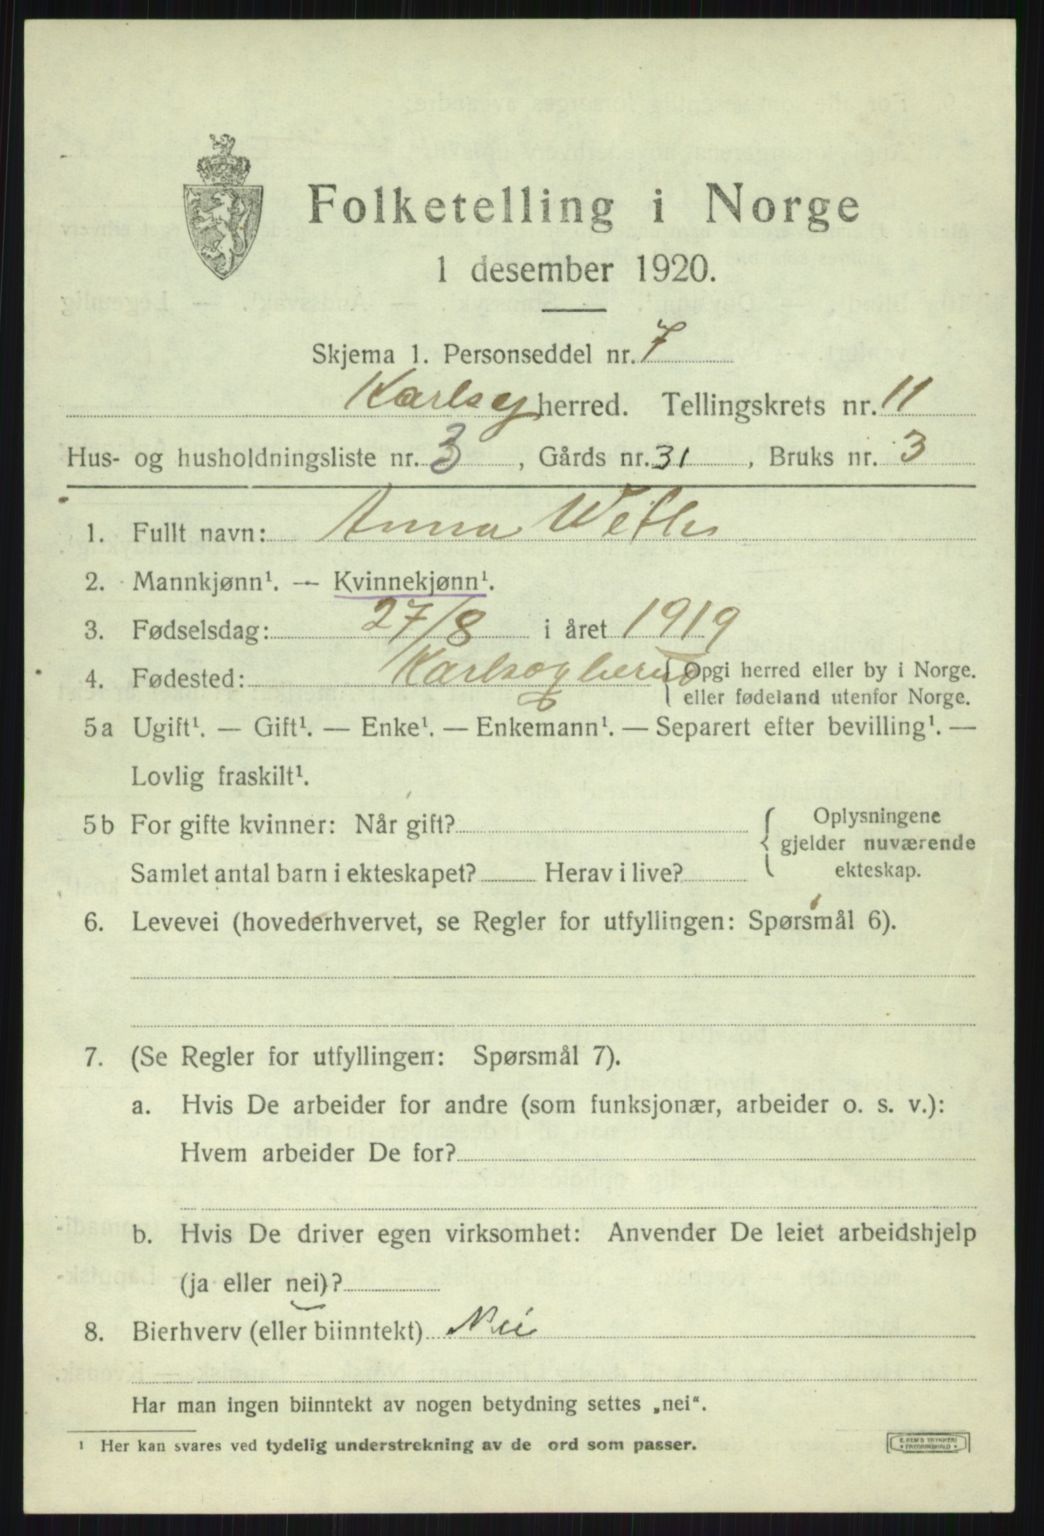 Folketelling i Norge
1 desember 1920.
Skjema 1. Personseddel nr. 7
Karlsøy herred. Tellingskrets nr. 11
Hus- og husholdningsliste nr. 3, Gårds nr. 31, Bruks nr. 3
1. Fullt navn: Anna
2. Mannkjønn¹. — Kvinnekjønn¹.
3. Fødselsdag: 27/8 i året 1919
4. Fødested: Karlsøy herred { Opgi herred eller by i Norge.
eller fødeland utenfor Norge.
5a Ugift¹. — Gift¹. — Enke¹. — Enkemann¹. — Separert efter bevilling¹. —
Lovlig fraskilt¹.
5b For gifte kvinner: Når gift? { Oplysningene
gjelder nuværende
ekteskap.
Samlet antal barn i ekteskapet? Herav i live?
6. Levevei (hovederhvervet, se Regler for utfyllingen: Spørsmål 6).
7. (Se Regler for utfyllingen: Spørsmål 7).
a. Hvis De arbeider for andre (som funksjonær, arbeider o. s. v.):
Hvem arbeider De for?
b. Hvis De driver egen virksomhet: Anvender De leiet arbeidshjelp
(ja eller nei)?
8. Bierhverv (eller biinntekt) Nei
Har man ingen biinntekt av nogen betydning settes „nei".
¹ Her kan svares ved tydelig understrekning av de ord som passer.